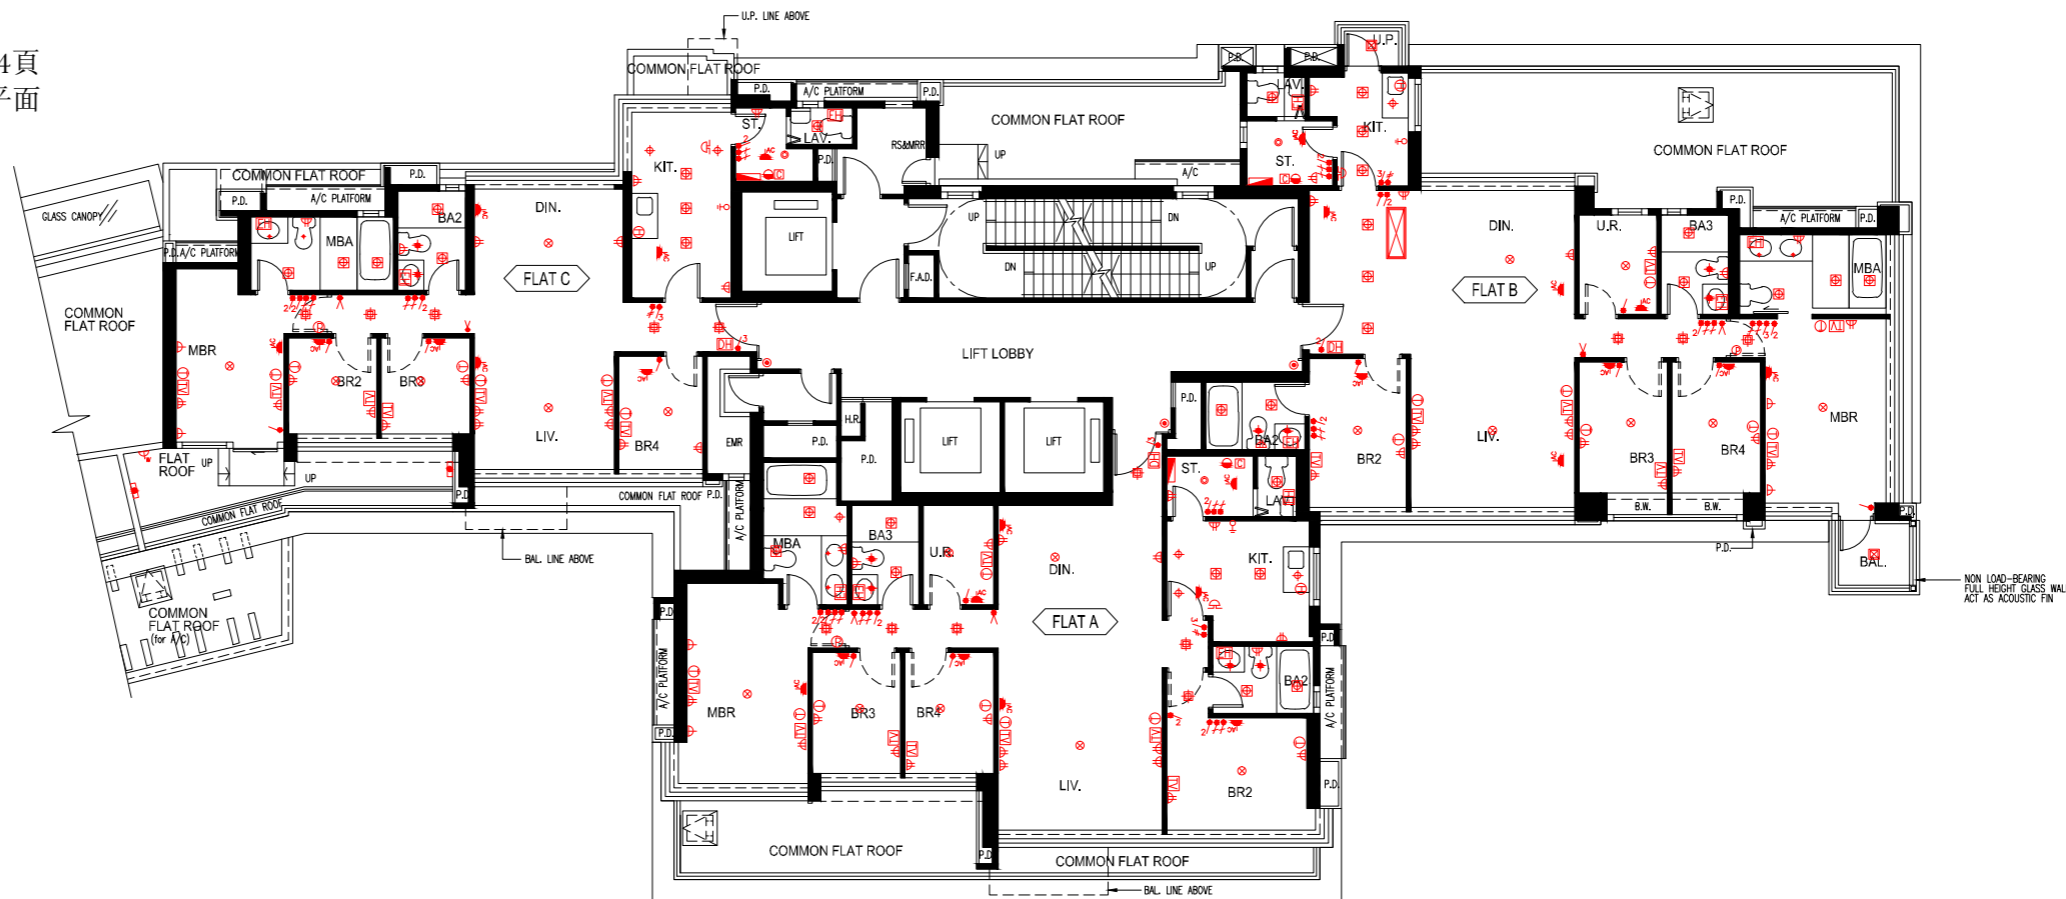 4頁
平面
U.P. LINE ABOVE
COMMON FLAT ROOF
P.D.
A/C PLATFORM
P.D.
ST.
LAV.
KIT.
RS&MRR
P.D.
COMMON FLAT ROOF
UP
A/C
P.D.
P.D.
U.P.
LAV.
KIT.
ST.
COMMON FLAT ROOF
GLASS CANOPY
COMMON FLAT ROOF
P.D.
P.D.
A/C PLATFORM
P.D.
A/C PLATFORM
MBA
BA2
DIN.
FLAT C
LIFT
UP
DN
DN
UP
F.A.D.
DIN.
FLAT B
U.R.
BA3
P.D.
A/C PLATFORM
P.D.
MBA
COMMON
FLAT ROOF
MBR
BR2
BR3
LIV.
BR4
LIFT LOBBY
EMR
P.D.
H.R.
P.D.
LIFT
LIFT
P.D.
BA2
BR2
LIV.
BR3
BR4
MBR
B.W.
B.W.
P.D.
P.D.
BAL.
NON LOAD-BEARING
FULL HEIGHT GLASS WAL
ACT AS ACOUSTIC FIN
FLAT
ROOF
UP
UP
P.D.
COMMON FLAT ROOF
COMMON FLAT ROOF
P.D.
A/C PLATFORM
BAL. LINE ABOVE
COMMON
FLAT ROOF
(for A/C)
MBA
BA3
U.R.
DIN.
FLAT A
ST.
LAV.
KIT.
BA2
P.D.
A/C PLATFORM
P.D.
P.D.
A/C PLATFORM
P.D.
MBR
BR3
BR4
LIV.
BR2
COMMON FLAT ROOF
P.D.
COMMON FLAT ROOF
BAL. LINE ABOVE